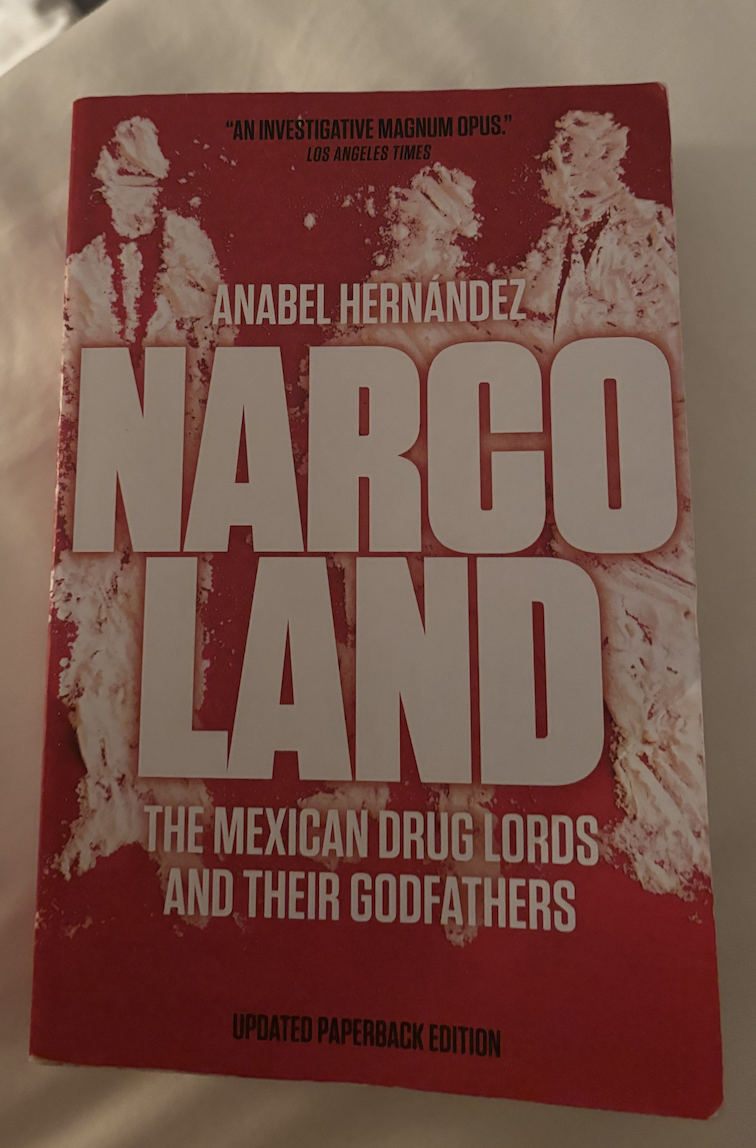 “AN INVESTIGATIVE MAGNUM OPUS.”
LOS ANGELES TIMES
ANABEL HERNÁNDEZ
NARCO
LAND
THE MEXICAN DRUG LORDS
AND THEIR GODFATHERS
UPDATED PAPERBACK EDITION